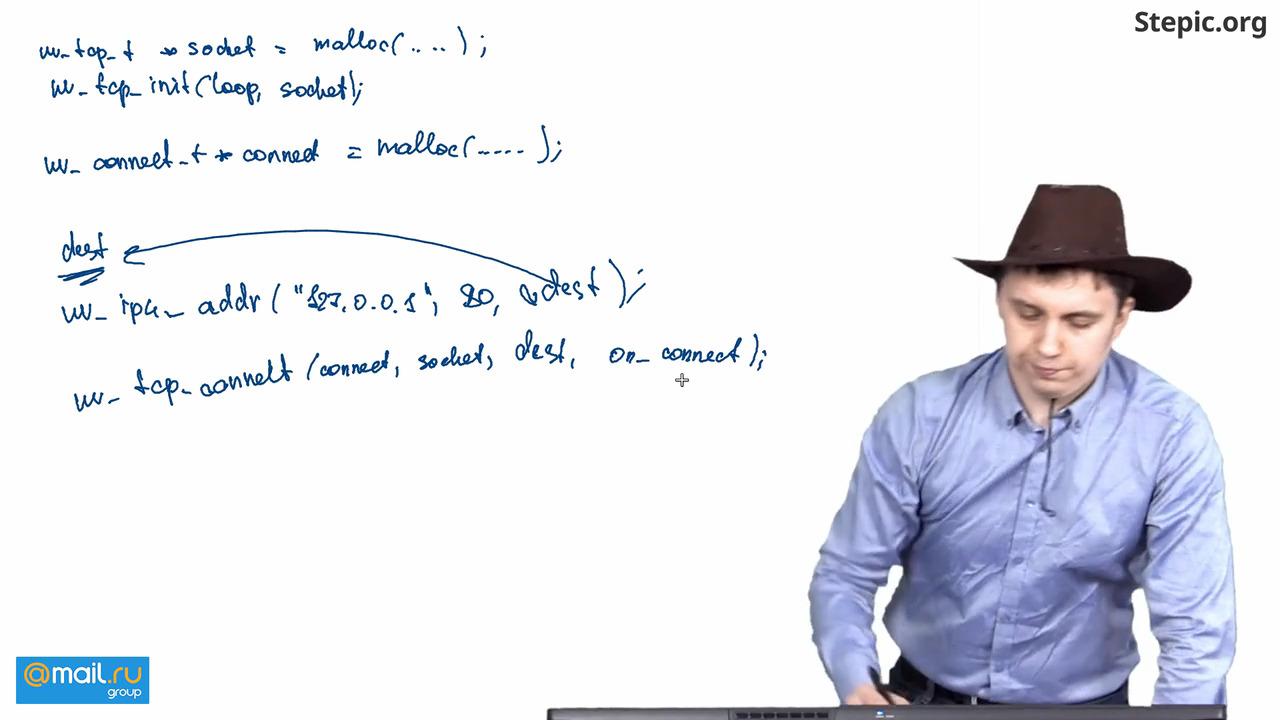 Stepic.org
uv_tcp_t * socket = malloc(....);
uv_tcp_init(loop, socket);
uv_connect_t * connect = malloc(.....);
dest
uv_ip4_addr("127.0.0.1", 80, &dest);
uv_tcp_connect(connect, socket, dest, on_connect);
@mail.ru
group